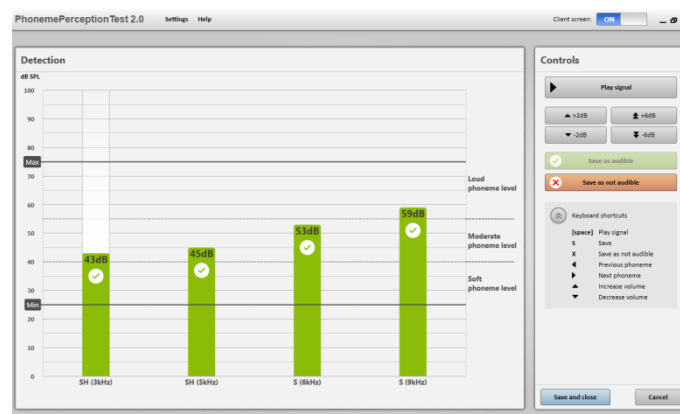 PhonemePerceptionTest 2.0 Settings Help Client screen: ON
Detection
dB SPL
100
90
80
Max
70
60
50
40
30
Min
20
10
0
43dB
45dB
53dB
59dB
Loud
phoneme level
Moderate
phoneme level
Soft
phoneme level
SH (3kHz) SH (5kHz) S (6kHz) S (9kHz)
Controls
Play signal
+2dB +6dB
-2dB -6dB
Save as audible
Save as not audible
Keyboard shortcuts
[space] Play signal
S Save
X Save as not audible
Previous phoneme
Next phoneme
Increase volume
Decrease volume
Save and close Cancel